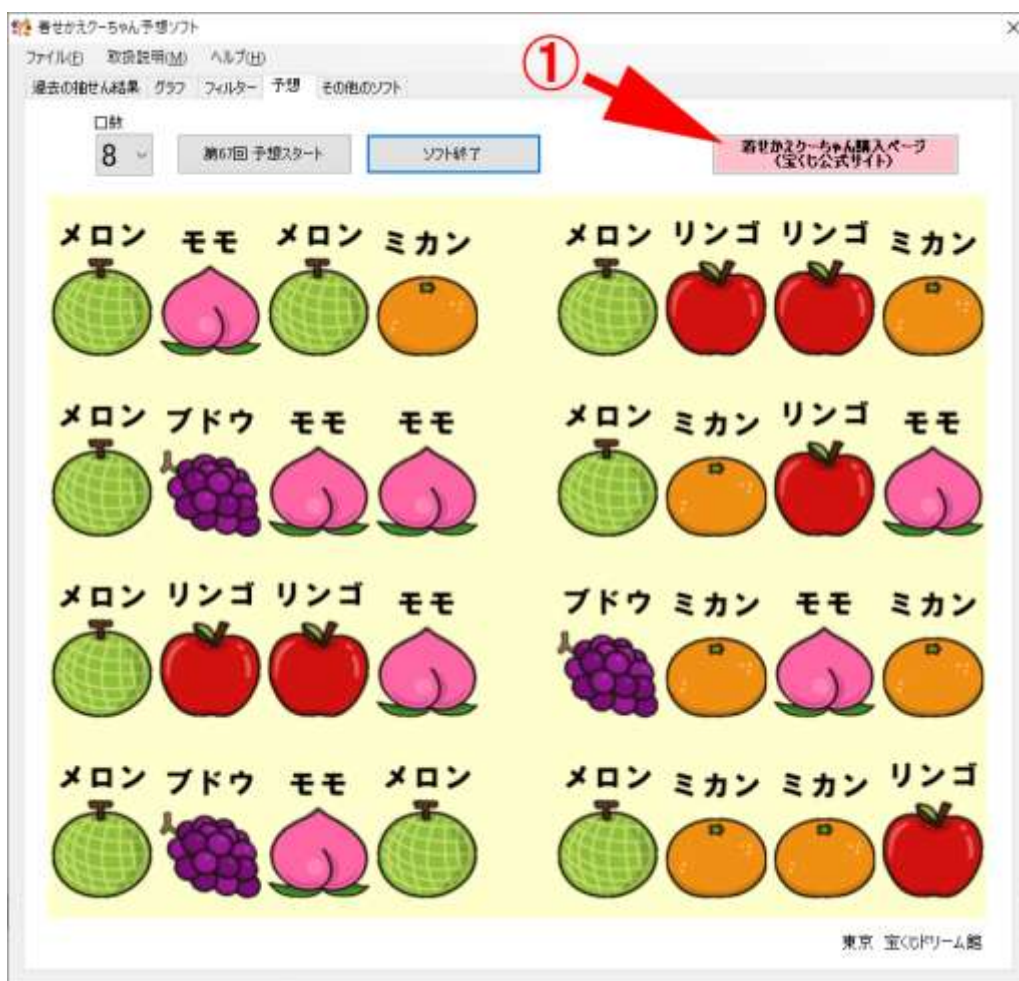 着せかえクーちゃん予想ソフト
ファイル(F) 取扱説明(M) ヘルプ(H)
過去の抽せん結果 グラフ フィルター 予想 その他のソフト
①
口数
8 第67回 予想スタート ソフト終了
着せかえクーちゃん購入ページ
(宝くじ公式サイト)
メロン モモ メロン ミカン メロン リンゴ リンゴ ミカン
メロン ブドウ モモ モモ メロン ミカン リンゴ モモ
メロン リンゴ リンゴ モモ ブドウ ミカン モモ ミカン
メロン ブドウ モモ メロン メロン ミカン ミカン リンゴ
東京 宝くじドリーム館